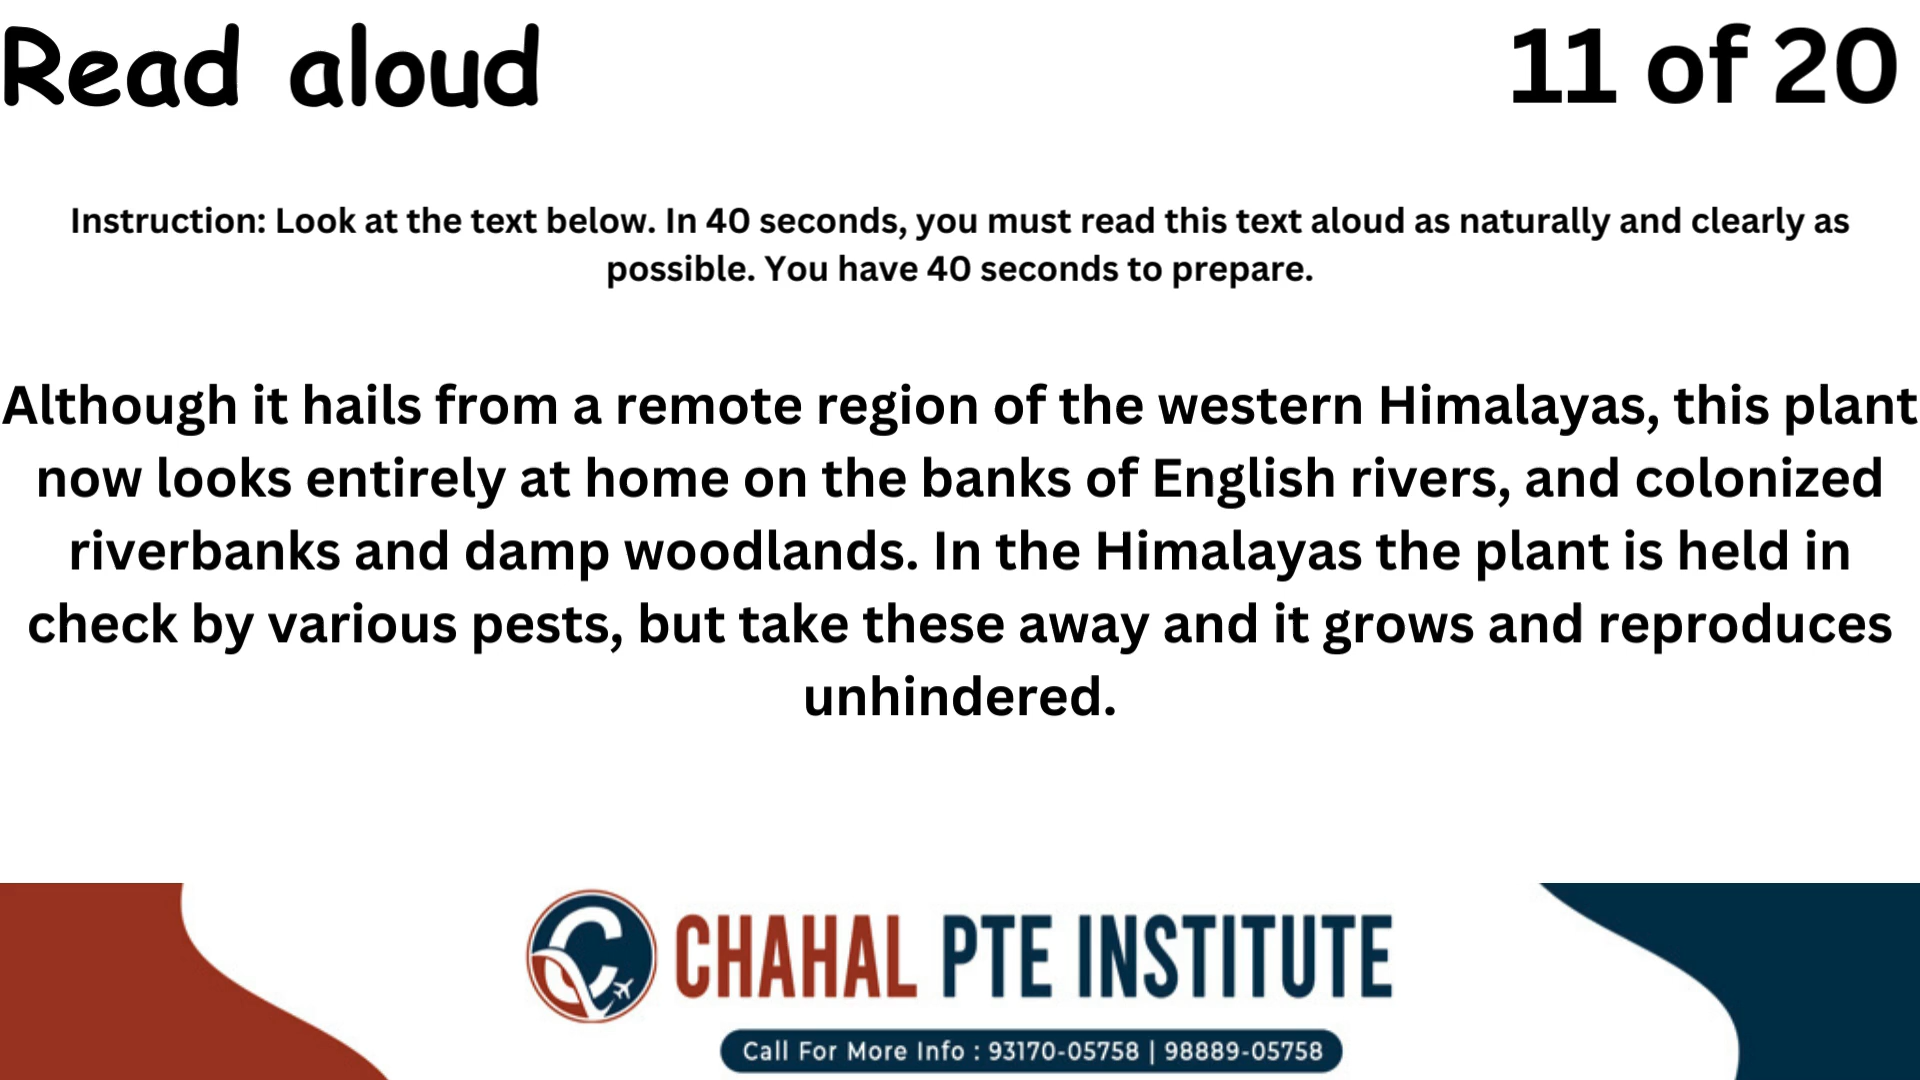 Read aloud
11 of 20
Instruction: Look at the text below. In 40 seconds, you must read this text aloud as naturally and clearly as
possible. You have 40 seconds to prepare.
Although it hails from a remote region of the western Himalayas, this plant
now looks entirely at home on the banks of English rivers, and colonized
riverbanks and damp woodlands. In the Himalayas the plant is held in
check by various pests, but take these away and it grows and reproduces
unhindered.
CHAHAL PTE INSTITUTE
Call For More Info : 93170-05758 | 98889-05758